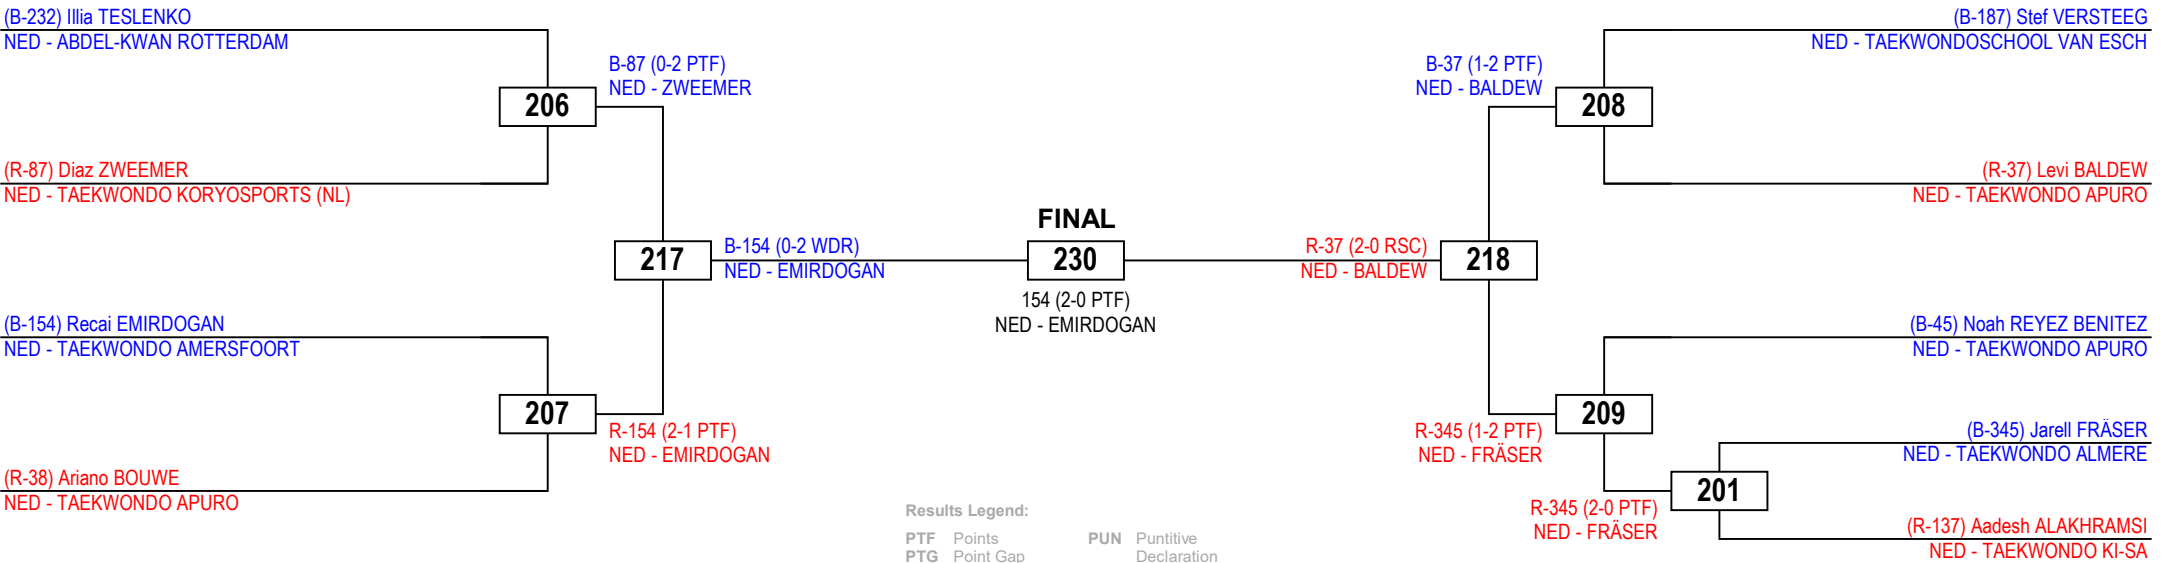 (B-232) Illia TESLENKO
NED - ABDEL-KWAN ROTTERDAM
B-87 (0-2 PTF)
NED - ZWEEMER
206
(R-87) Diaz ZWEEMER
NED - TAEKWONDO KORYOSPORTS (NL)
217
B-154 (0-2 WDR)
NED - EMIRDOGAN
(B-154) Recai EMIRDOGAN
NED - TAEKWONDO AMERSFOORT
207
R-154 (2-1 PTF)
NED - EMIRDOGAN
(R-38) Ariano BOUWE
NED - TAEKWONDO APURO
FINAL
230
154 (2-0 PTF)
NED - EMIRDOGAN
(B-187) Stef VERSTEEG
NED - TAEKWONDOSCHOOL VAN ESCH
B-37 (1-2 PTF)
NED - BALDEW
208
(R-37) Levi BALDEW
NED - TAEKWONDO APURO
R-37 (2-0 RSC)
NED - BALDEW
218
(B-45) Noah REYEZ BENITEZ
NED - TAEKWONDO APURO
209
R-345 (1-2 PTF)
NED - FRÄSER
(B-345) Jarell FRÄSER
NED - TAEKWONDO ALMERE
201
R-345 (2-0 PTF)
NED - FRÄSER
(R-137) Aadesh ALAKHRAMSI
NED - TAEKWONDO KI-SA
Results Legend:
PTF Points
PTG Point Gap
PUN Puntitive
Declaration